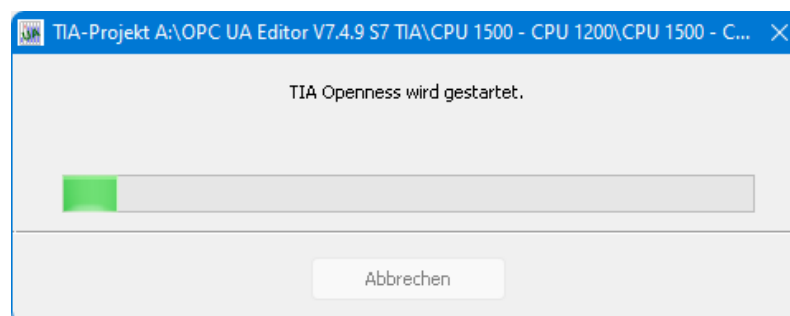 TIA-Projekt A:\OPC UA Editor V7.4.9 S7 TIA\CPU 1500 - CPU 1200\CPU 1500 - C...
TIA Openness wird gestartet.
Abbrechen